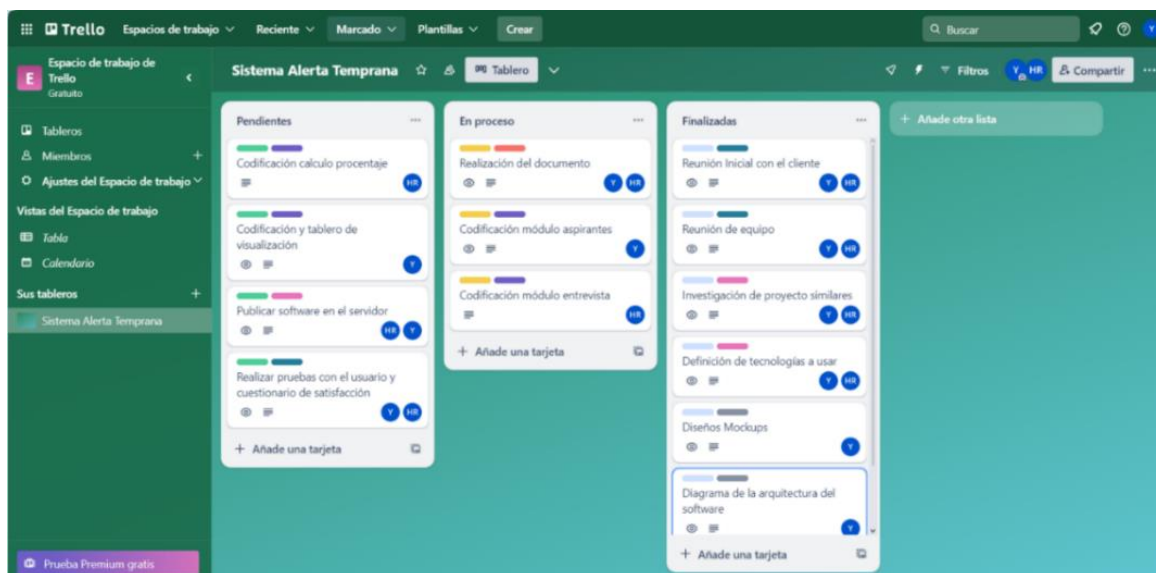 Trello
Espacios de trabajo
Reciente
Marcado
Plantillas
Crear
Buscar
Y
E
Espacio de trabajo de
Trello
Gratuito
Tableros
Miembros
Ajustes del Espacio de trabajo
Vistas del Espacio de trabajo
Tabla
Calendario
Sus tableros
Sistema Alerta Temprana
Prueba Premium gratis
Sistema Alerta Temprana
Tablero
Filtros
Y HR
Compartir
Pendientes
Codificación calculo procentaje
HR
Codificación y tablero de
visualización
Y
Publicar software en el servidor
HR Y
Realizar pruebas con el usuario y
cuestionario de satisfacción
Y HR
+ Añade una tarjeta
En proceso
Realización del documento
Y HR
Codificación módulo aspirantes
Y
Codificación módulo entrevista
HR
+ Añade una tarjeta
Finalizadas
Reunión Inicial con el cliente
Y HR
Reunión de equipo
Y HR
Investigación de proyecto similares
Y HR
Definición de tecnologías a usar
Y HR
Diseños Mockups
Y
Diagrama de la arquitectura del
software
Y
+ Añade una tarjeta
+ Añade otra lista